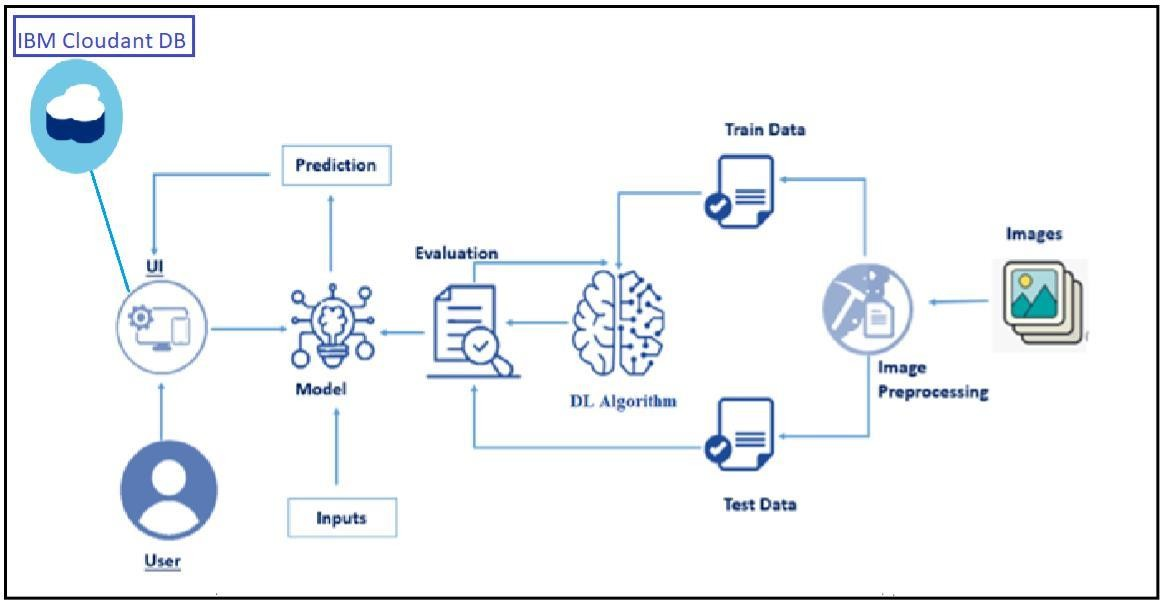 IBM Cloudant DB
Train Data
Prediction
Images
Evaluation
UI
Image
Preprocessing
Model
DL Algorithm
Test Data
Inputs
User